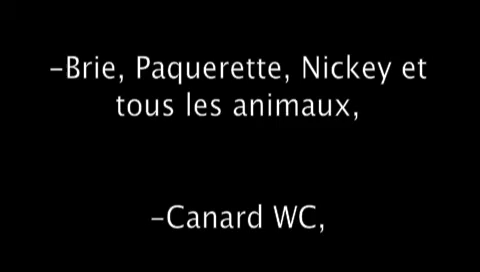 –Brie, Paquerette, Nickey et
tous les animaux,
–Canard WC,